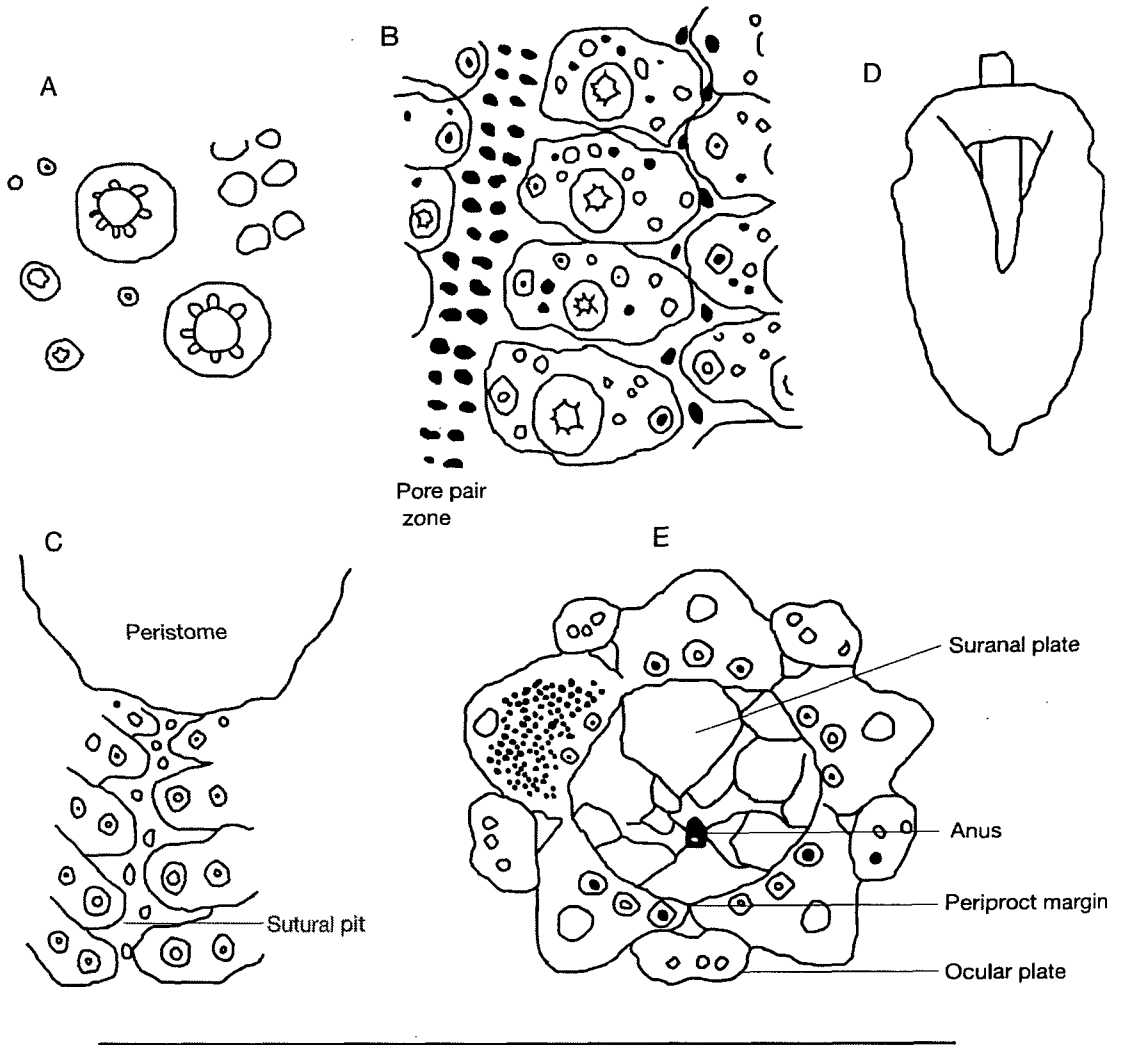 A
B
D
Pore pair
zone
C
E
Peristome
Suranal plate
Anus
Sutural pit
Periproct margin
Ocular plate